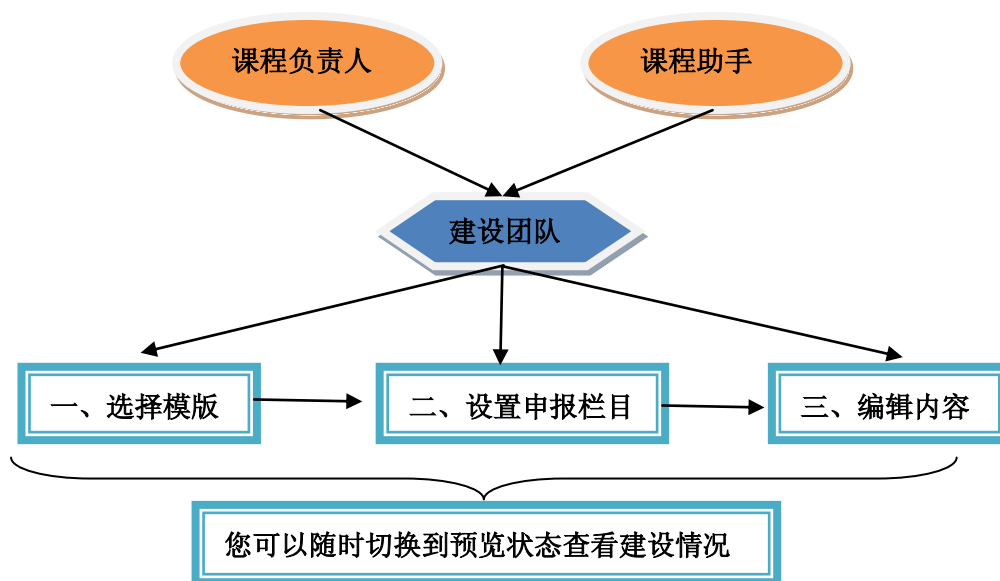 课程负责人
课程助手
建设团队
一、选择模版
二、设置申报栏目
三、编辑内容
您可以随时切换到预览状态查看建设情况